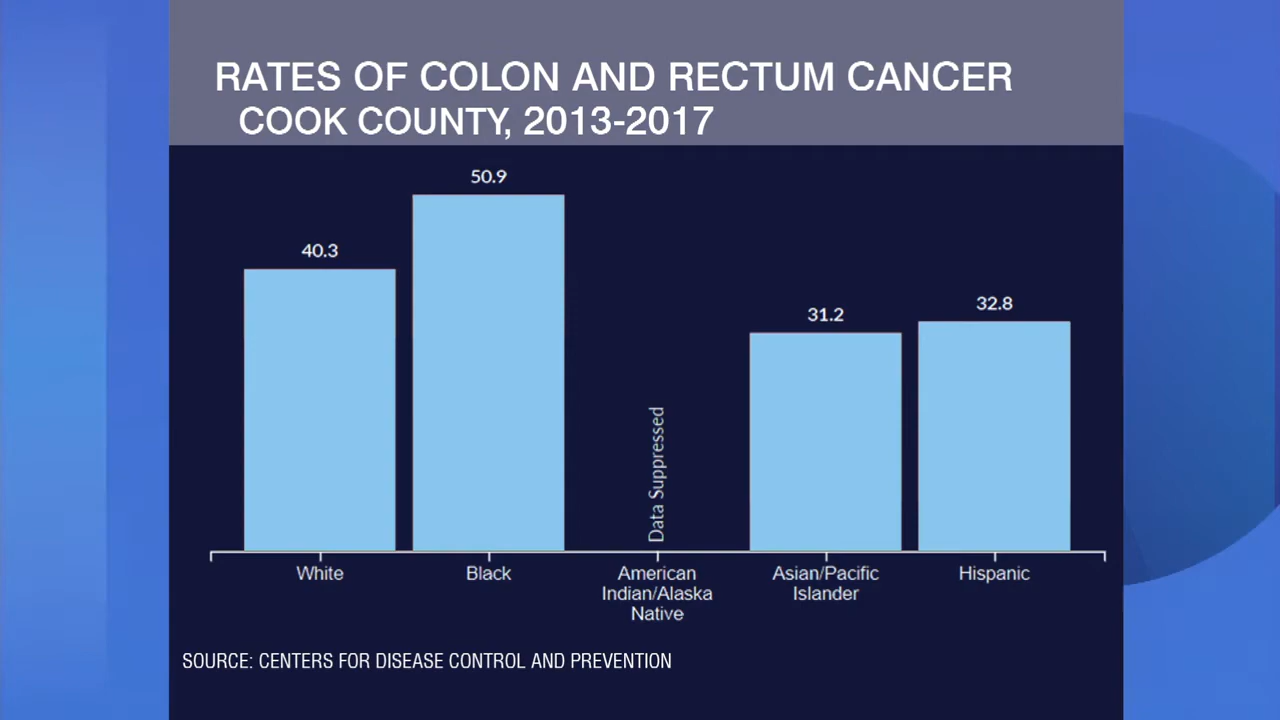 RATES OF COLON AND RECTUM CANCER
COOK COUNTY, 2013-2017
50.9
40.3
32.8
31.2
Data Suppressed
White
Black
American
Indian/Alaska
Native
Asian/Pacific
Islander
Hispanic
SOURCE: CENTERS FOR DISEASE CONTROL AND PREVENTION